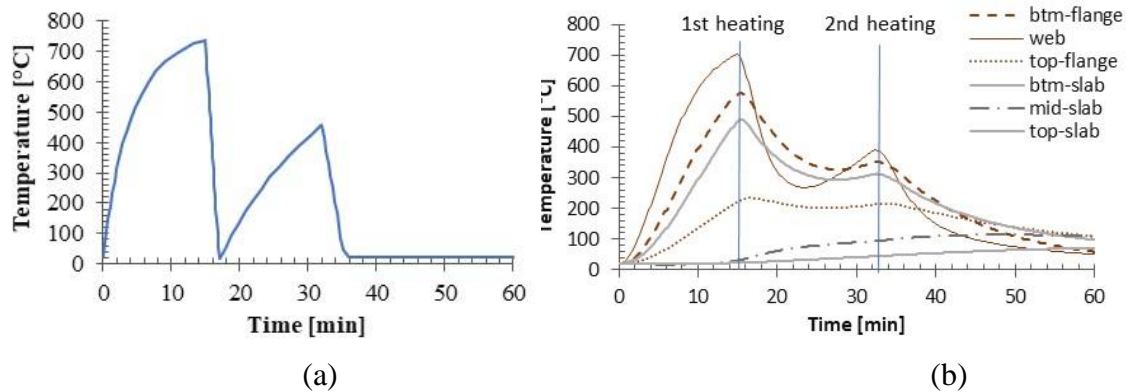 800
700
600
500
400
300
200
100
0
Temperature [°C]
0 10 20 30 40 50 60
Time [min]
(a)
1st heating 2nd heating
btm-flange
web
top-flange
btm-slab
mid-slab
top-slab
800
700
600
500
400
300
200
100
0
Temperature [°C]
0 10 20 30 40 50 60
Time [min]
(b)